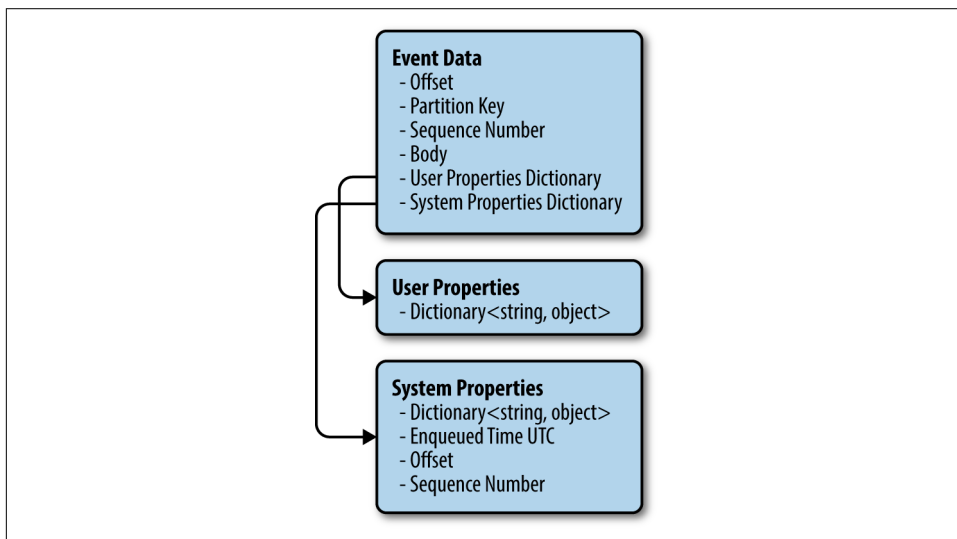 Event Data
- Offset
- Partition Key
- Sequence Number
- Body
- User Properties Dictionary
- System Properties Dictionary
User Properties
- Dictionary<string, object>
System Properties
- Dictionary<string, object>
- Enqueued Time UTC
- Offset
- Sequence Number